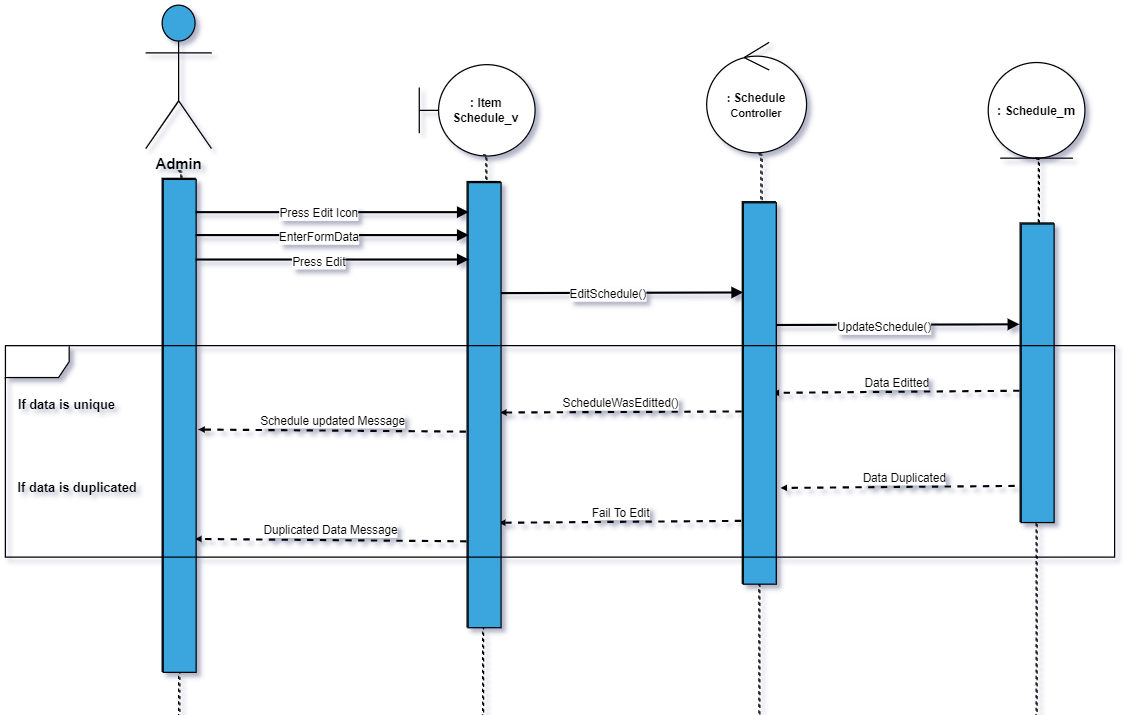 : Item
Schedule_v
: Schedule
Controller
: Schedule_m
Admin
Press Edit Icon
EnterFormData
Press Edit
EditSchedule()
UpdateSchedule()
Data Editted
If data is unique
ScheduleWasEditted()
Schedule updated Message
Data Duplicated
If data is duplicated
Fail To Edit
Duplicated Data Message